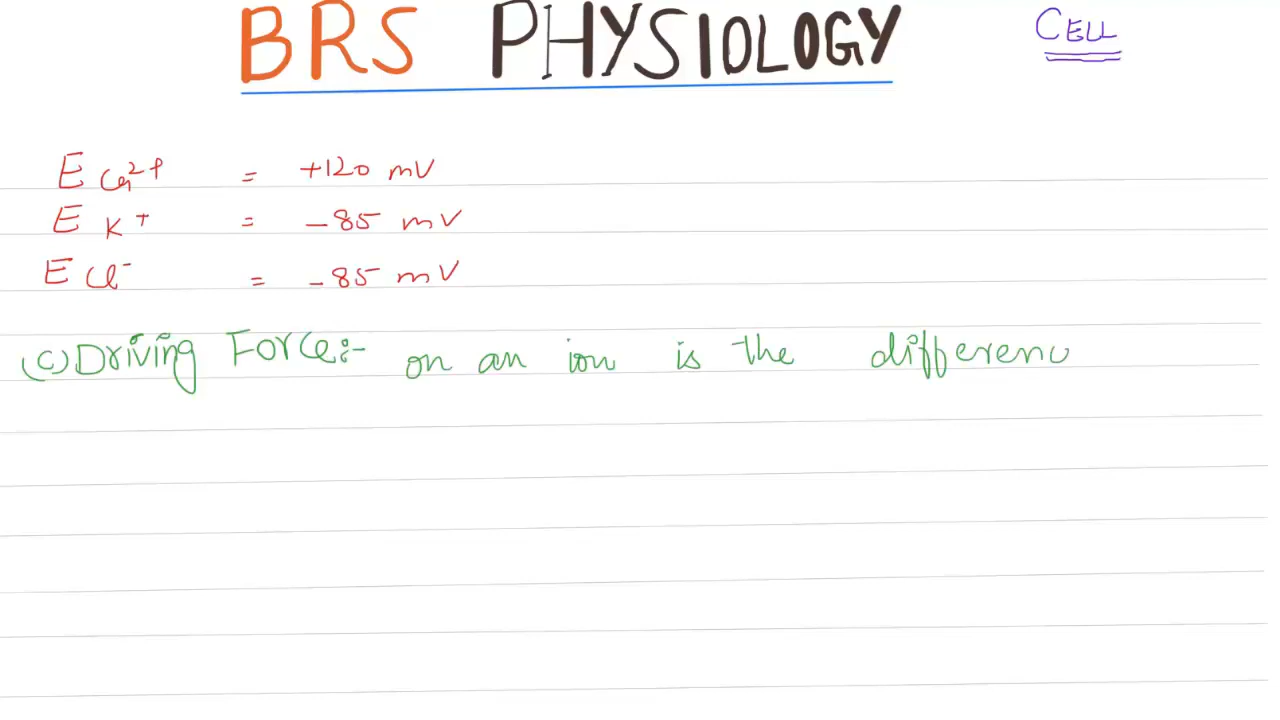 BRS PHYSIOLOGY
CELL
E Ca2+ = +120 mV
E K+ = -85 mV
E Cl- = -85 mV
(c) Driving Force:- on an ion is the differenc